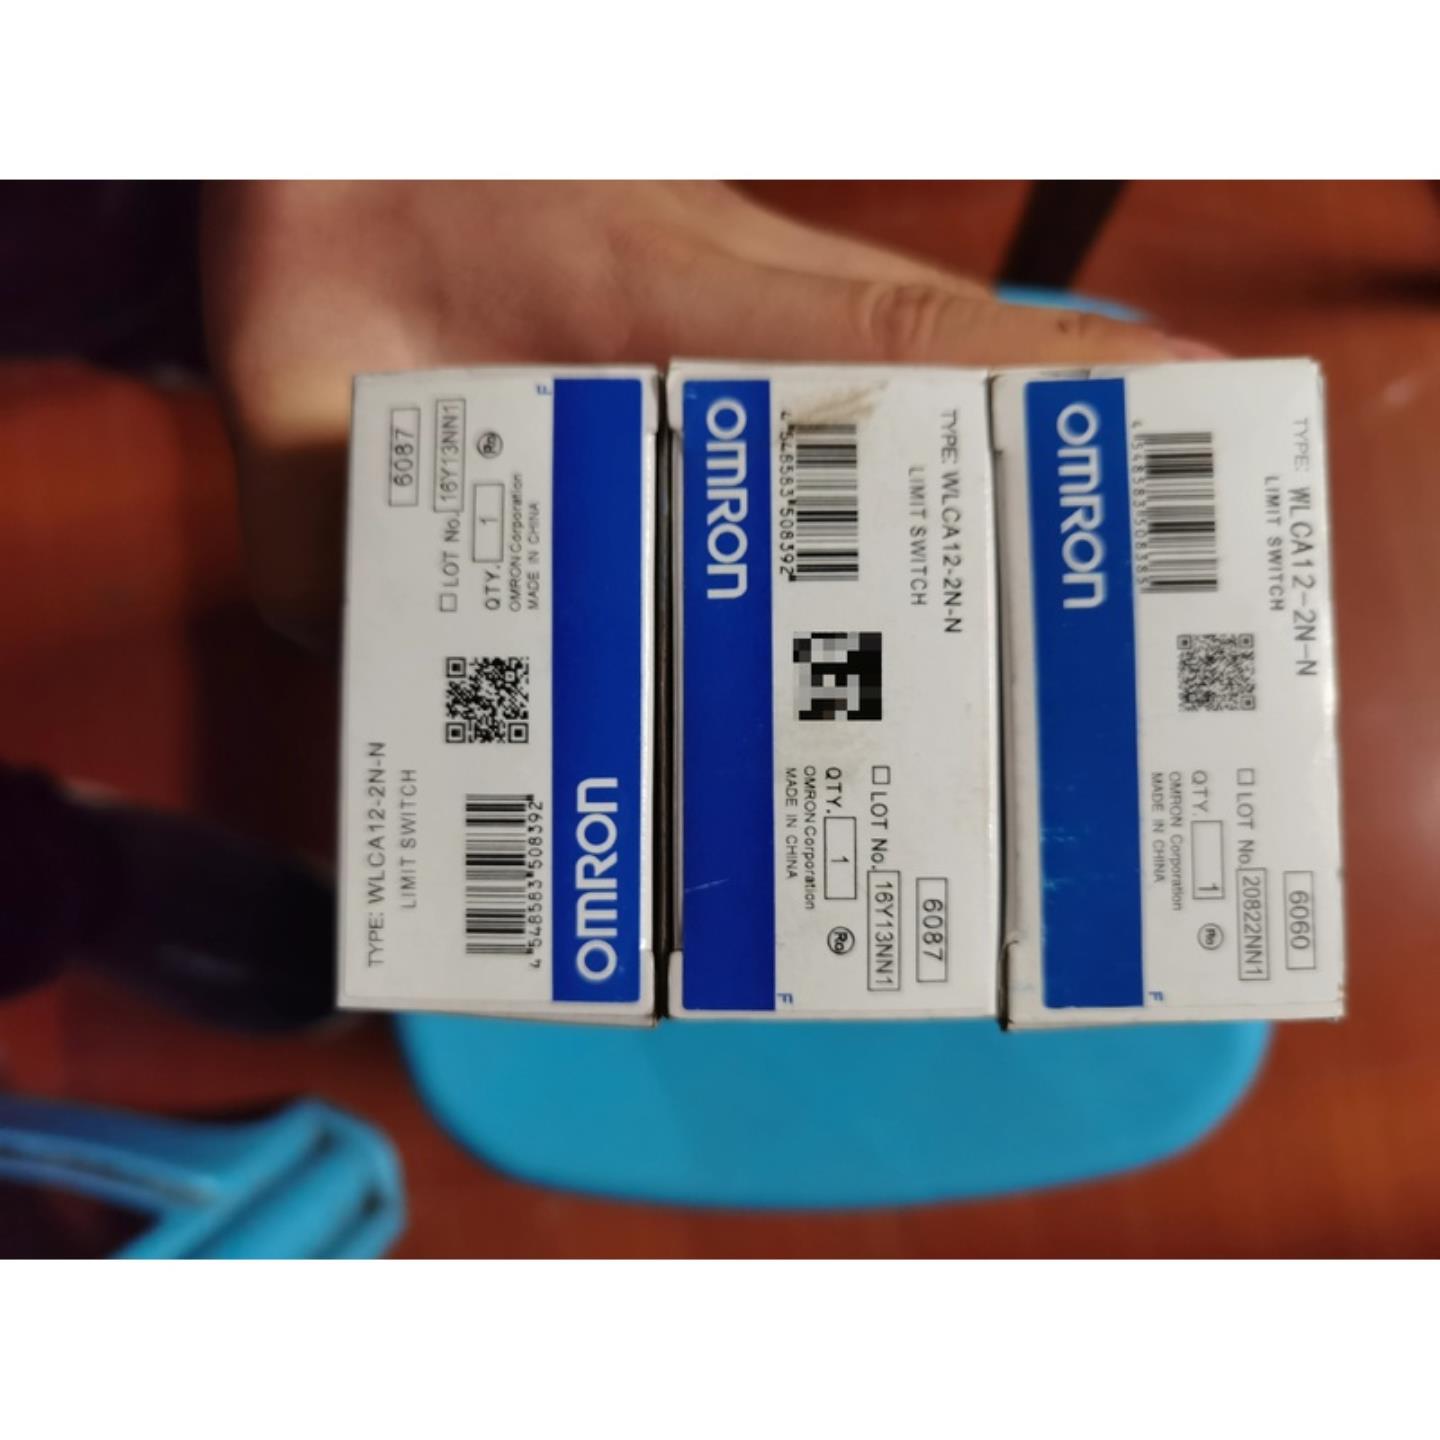 6087
LOT No. 16Y13NN1
QTY. 1
OMRON Corporation
MADE IN CHINA
F
TYPE: WLCA12-2N-N
LIMIT SWITCH
4 548583 508392
OMRON
OMRON
4 548583 508392
TYPE: WLCA12-2N-N
LIMIT SWITCH
LOT No. 16Y13NN1
QTY. 1
OMRON Corporation
MADE IN CHINA
6087
F
OMRON
4 548583 508385
TYPE: WLCA12-2N-N
LIMIT SWITCH
LOT No. 20822NN1
QTY. 1
OMRON Corporation
MADE IN CHINA
6060
F